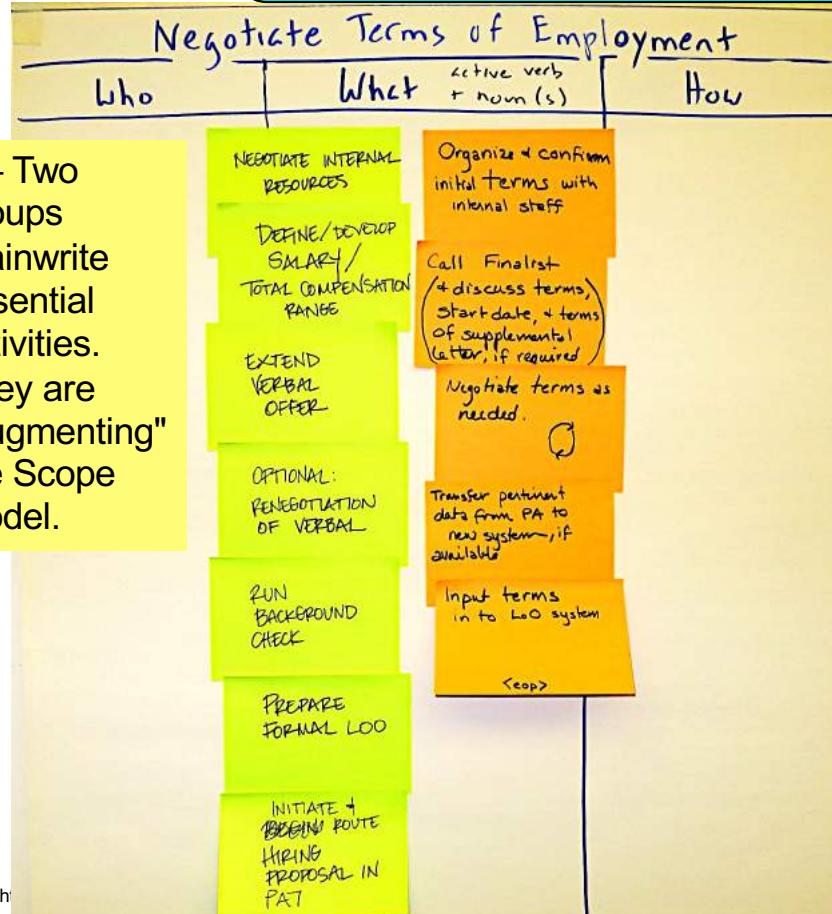 Negotiate Terms of Employment
Who
What
active verb
+ noun (s)
How
- Two
oups
ainwrite
sential
tivities.
ey are
ugmenting"
e Scope
odel.
NEGOTIATE INTERNAL
RESOURCES
DEFINE/DEVELOP
SALARY/
TOTAL COMPENSATION
RANGE
EXTEND
VERBAL
OFFER
OPTIONAL:
RENEGOTIATION
OF VERBAL
RUN
BACKGROUND
CHECK
PREPARE
FORMAL LOO
INITIATE +
ROUTE
HIRING
PROPOSAL IN
PA7
Organize + confirm
initial terms with
internal staff
Call Finalist
(+ discuss terms,
start date, + terms
of supplemental
letter, if required)
Negotiate terms as
needed.
Transfer pertinent
data from PA to
new system, if
available
Input terms
in to LoO system
<eop>